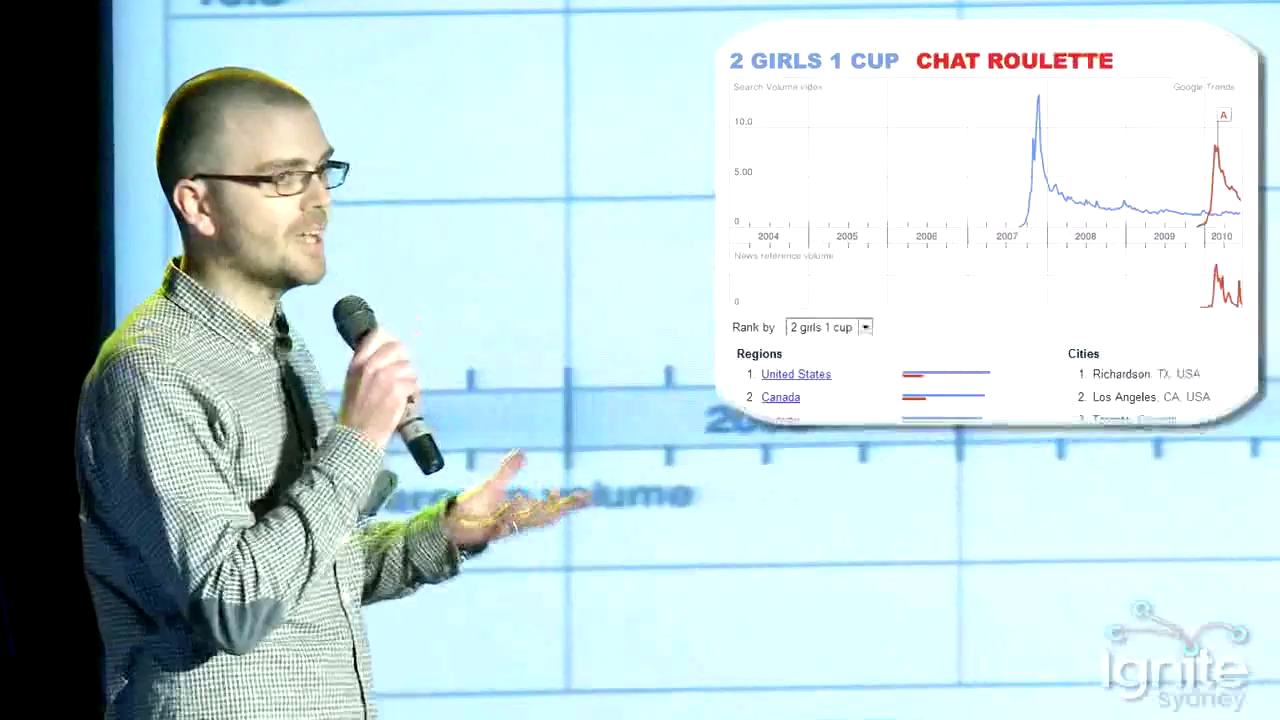 2 GIRLS 1 CUP CHAT ROULETTE
Search Volume index Google Trends
A
10.0
5.00
0
2004 2005 2006 2007 2008 2009 2010
News reference volume
0
Rank by 2 girls 1 cup
Regions Cities
1 United States 1. Richardson, TX, USA
2 Canada 2. Los Angeles, CA, USA
volume
Ignite
Sydney